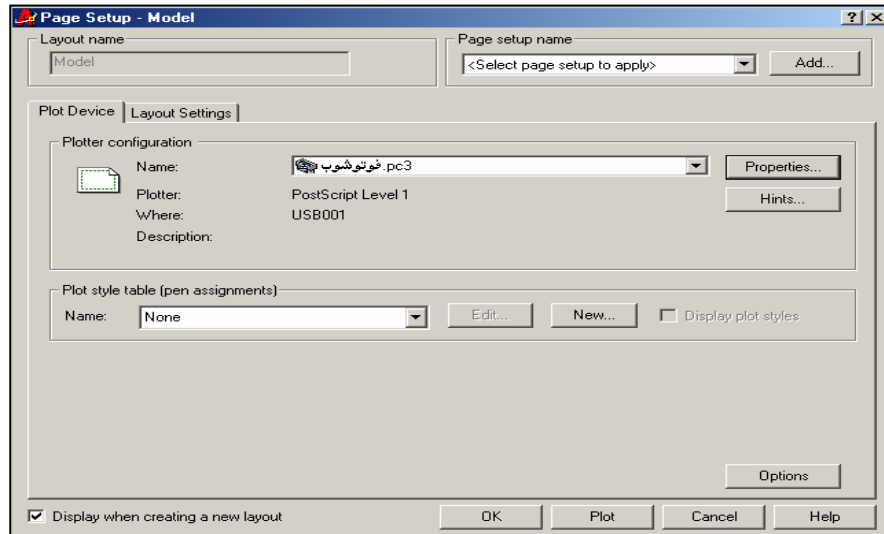 Page Setup - Model
Layout name
Model
Page setup name
<Select page setup to apply>
Add...
Plot Device
Layout Settings
Plotter configuration
Name:
فوتوشوب.pc3
Properties...
Plotter:
PostScript Level 1
Hints...
Where:
USB001
Description:
Plot style table (pen assignments)
Name:
None
Edit...
New...
Display plot styles
Options
Display when creating a new layout
OK
Plot
Cancel
Help